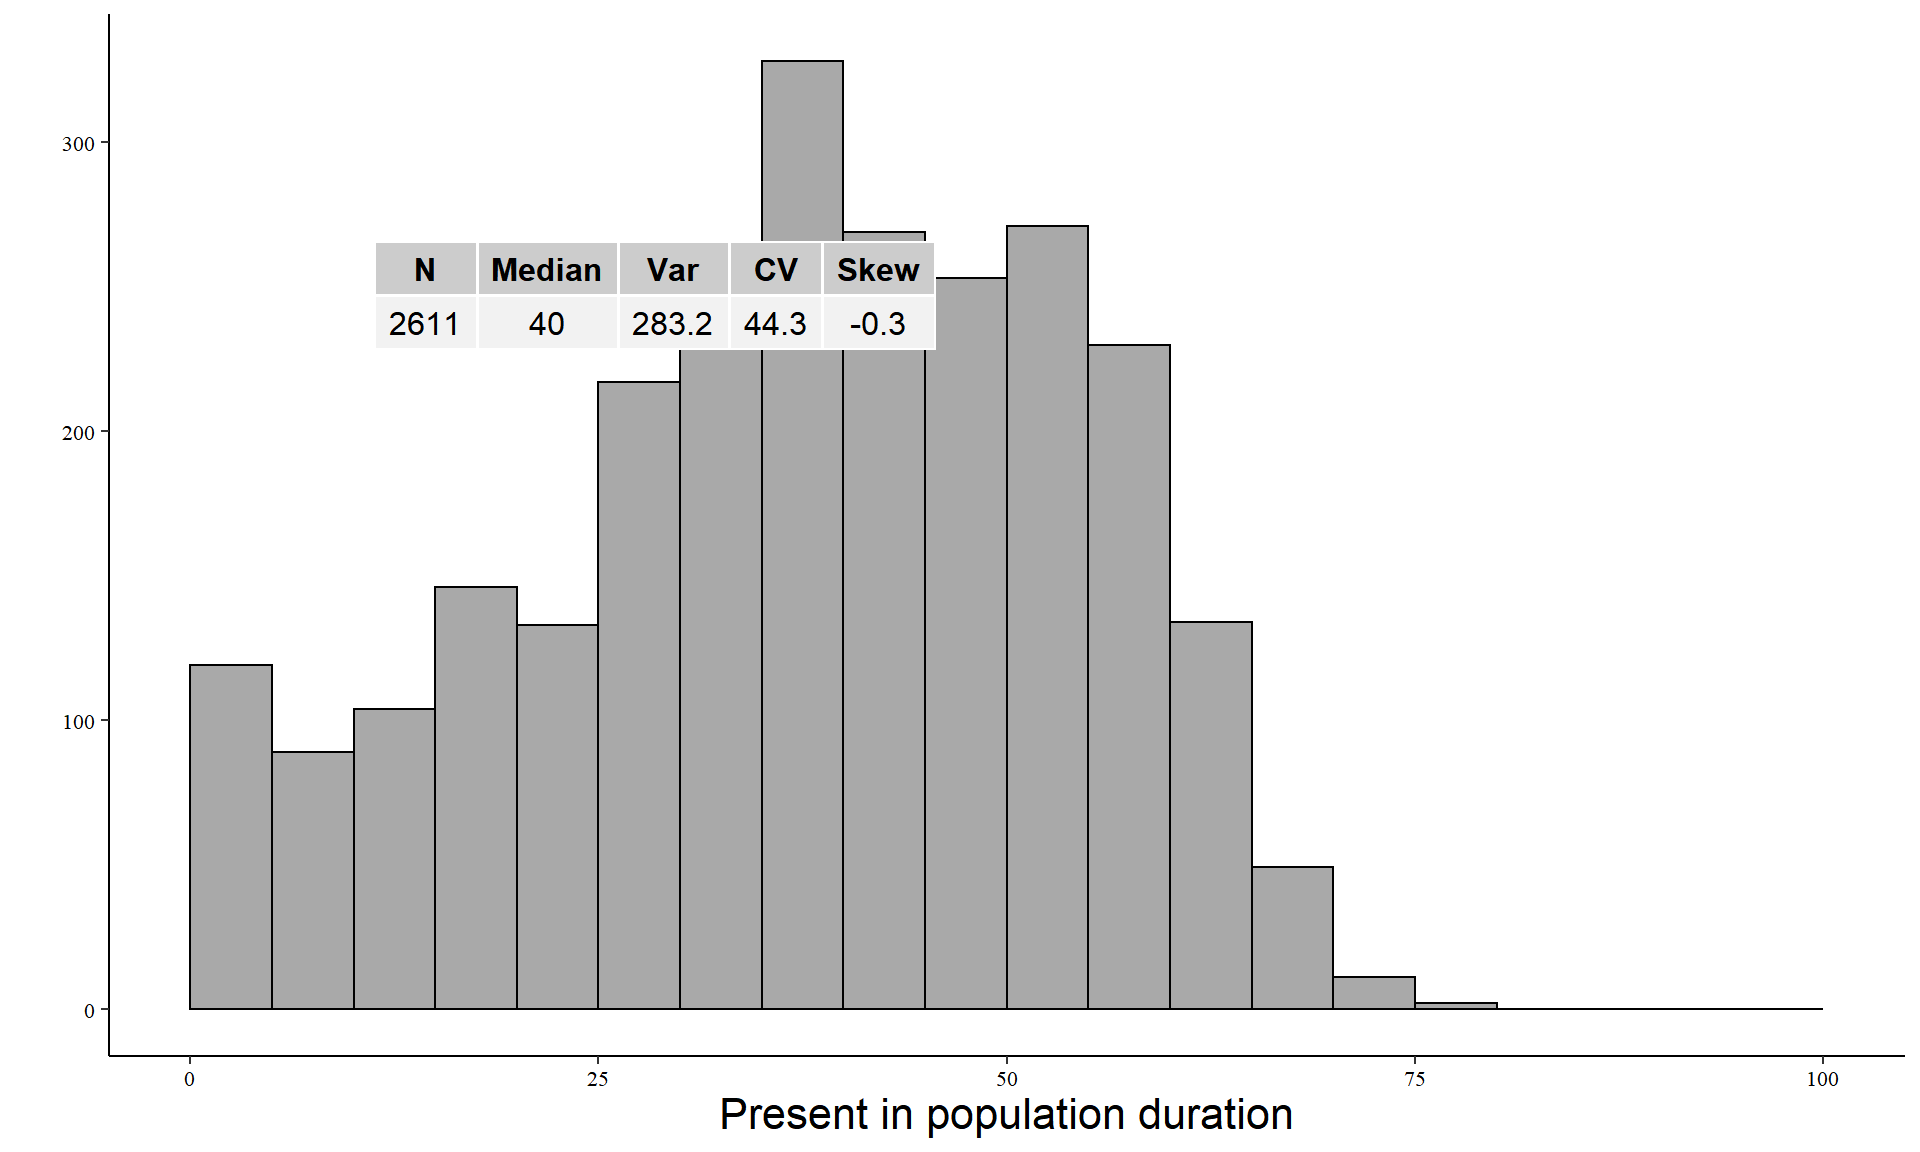 300
N Median Var CV Skew
2611 40 283.2 44.3 -0.3
200
100
0
0 25 50 75 100
Present in population duration